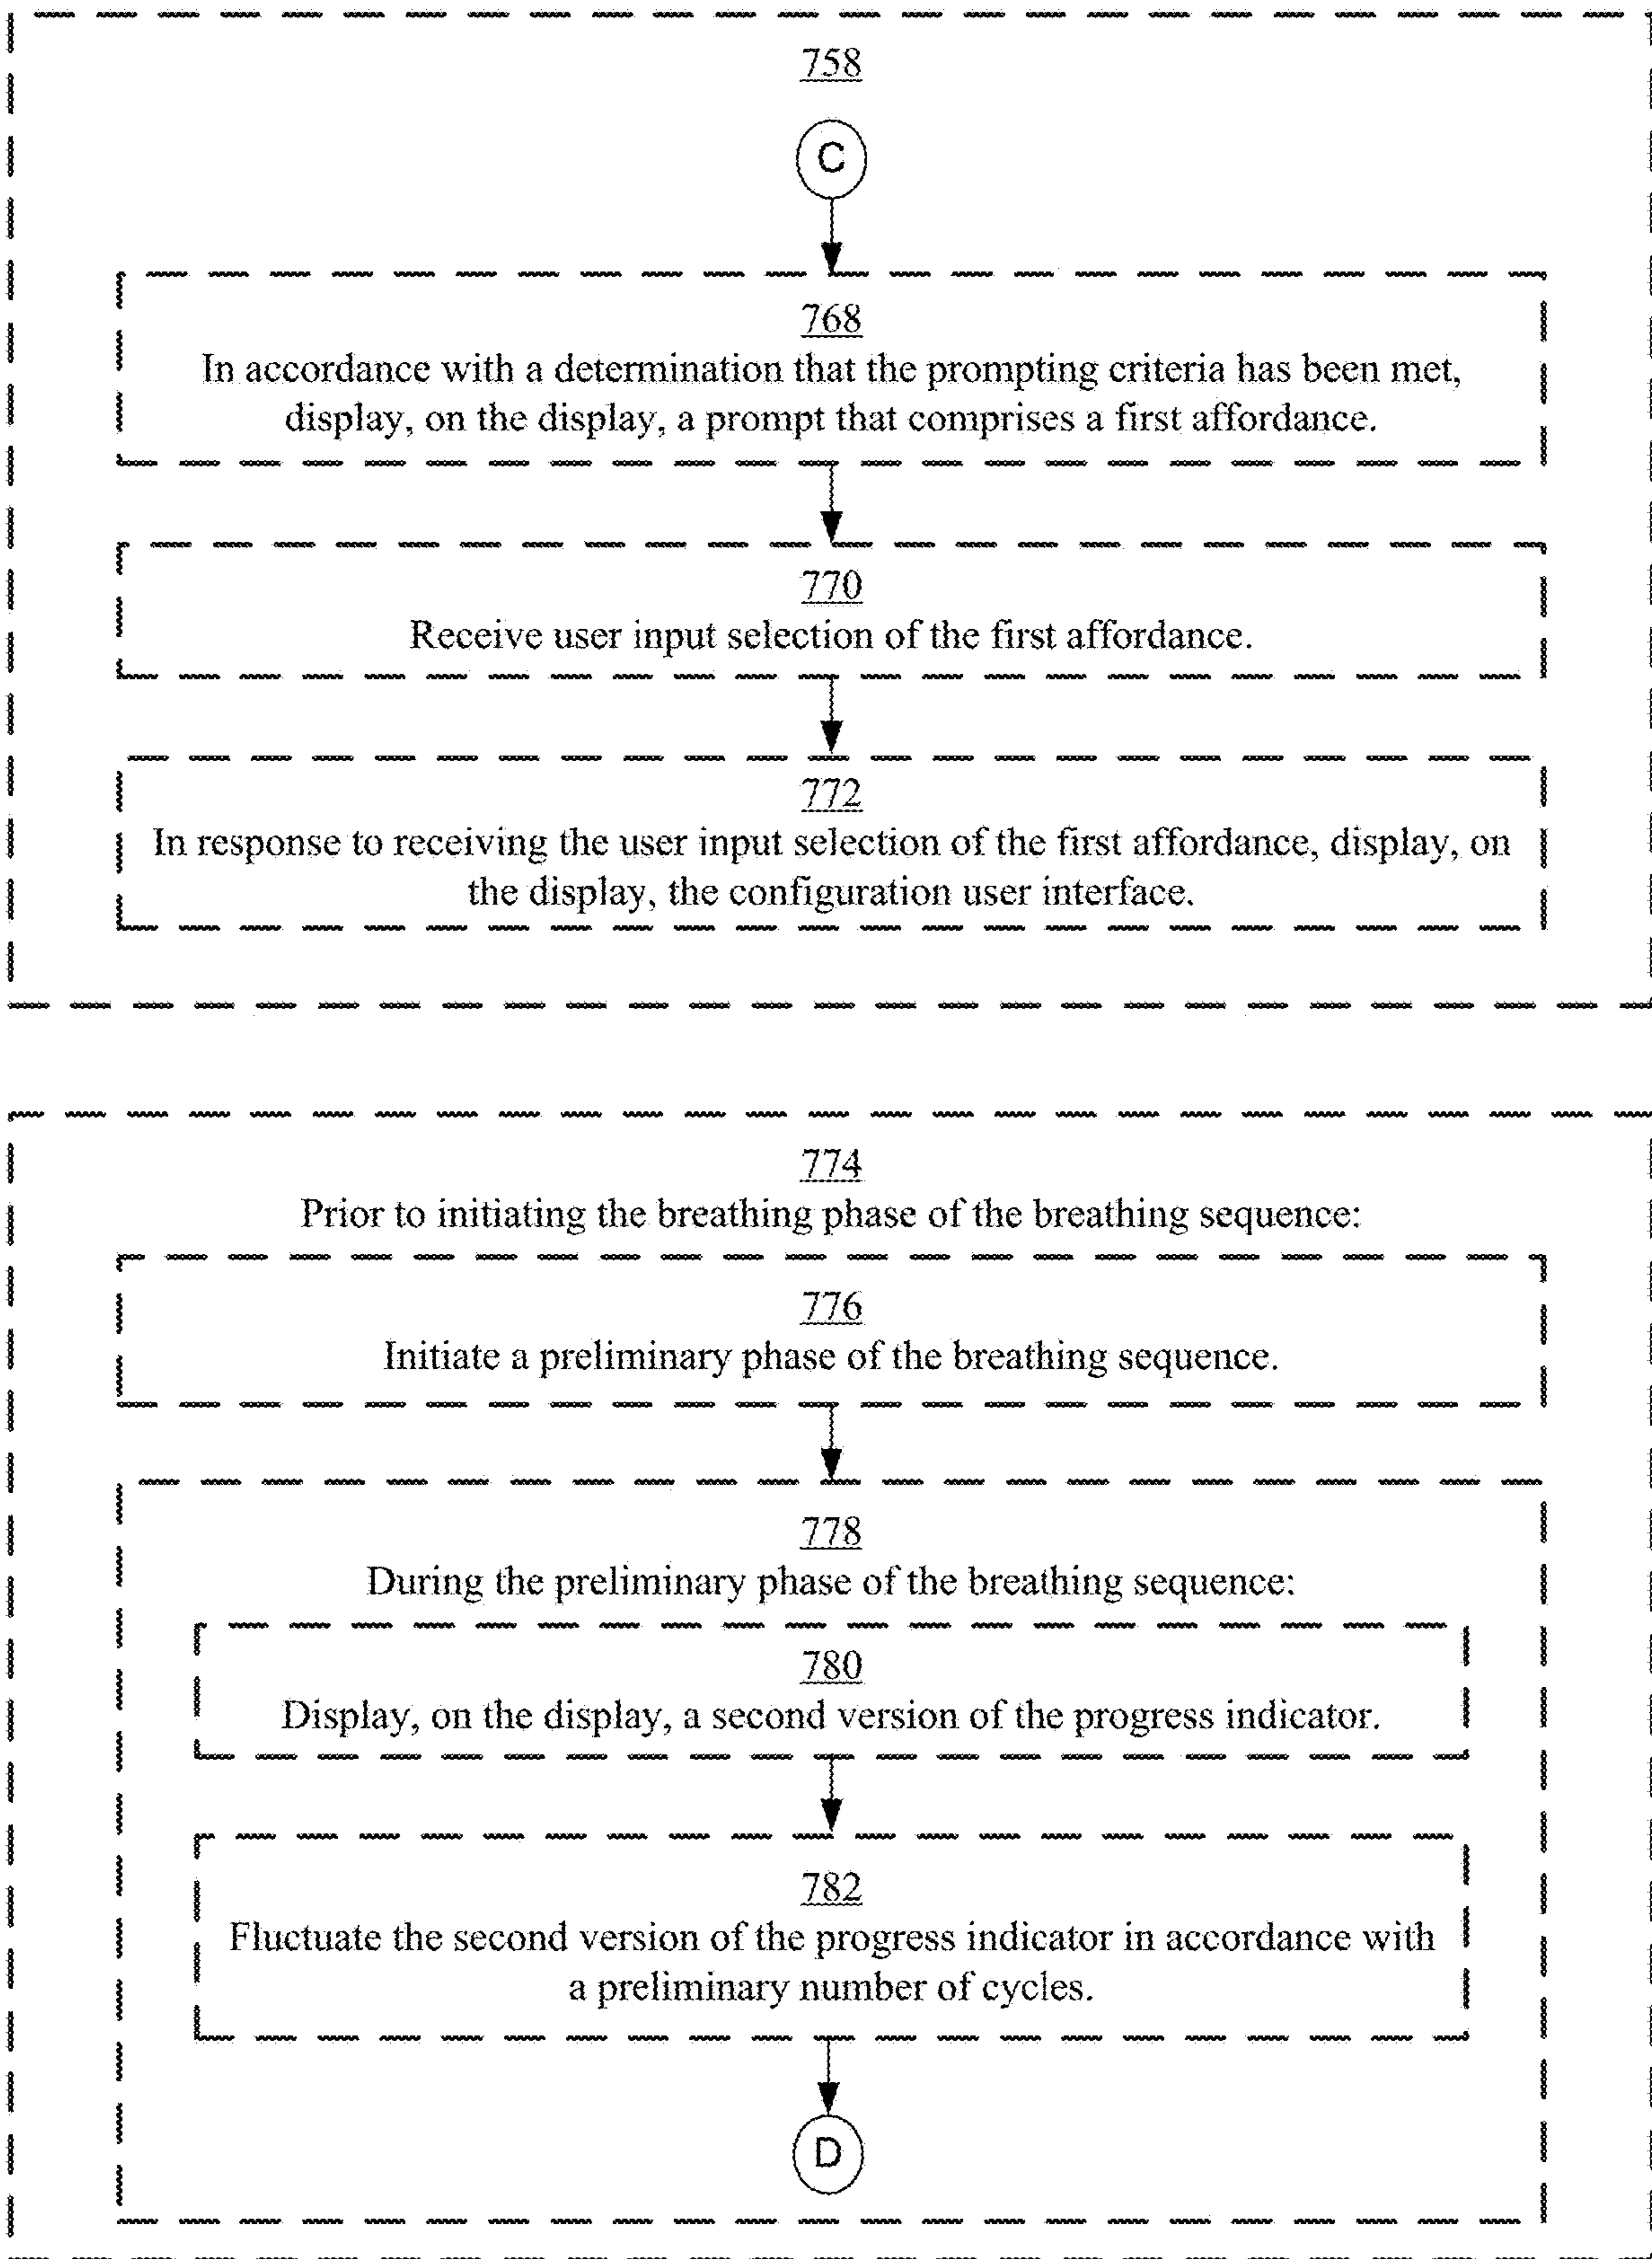 758
C
768
In accordance with a determination that the prompting criteria has been met,
display, on the display, a prompt that comprises a first affordance.
770
Receive user input selection of the first affordance.
772
In response to receiving the user input selection of the first affordance, display, on
the display, the configuration user interface.
774
Prior to initiating the breathing phase of the breathing sequence:
776
Initiate a preliminary phase of the breathing sequence.
778
During the preliminary phase of the breathing sequence:
780
Display, on the display, a second version of the progress indicator.
782
Fluctuate the second version of the progress indicator in accordance with
a preliminary number of cycles.
D